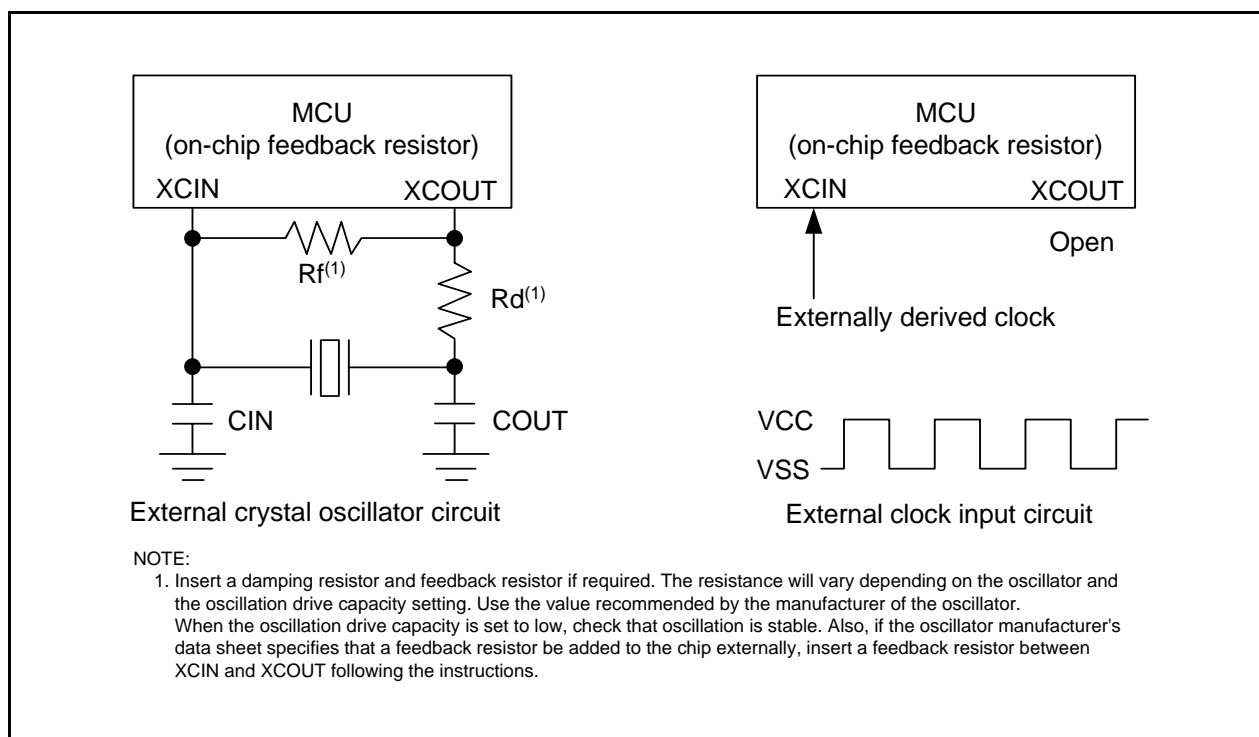 MCU
(on-chip feedback resistor)
XCIN
XCOUT
Rf(1)
Rd(1)
CIN
COUT
External crystal oscillator circuit
MCU
(on-chip feedback resistor)
XCIN
XCOUT
Open
Externally derived clock
VCC
VSS
External clock input circuit
NOTE:
1. Insert a damping resistor and feedback resistor if required. The resistance will vary depending on the oscillator and
the oscillation drive capacity setting. Use the value recommended by the manufacturer of the oscillator.
When the oscillation drive capacity is set to low, check that oscillation is stable. Also, if the oscillator manufacturer's
data sheet specifies that a feedback resistor be added to the chip externally, insert a feedback resistor between
XCIN and XCOUT following the instructions.